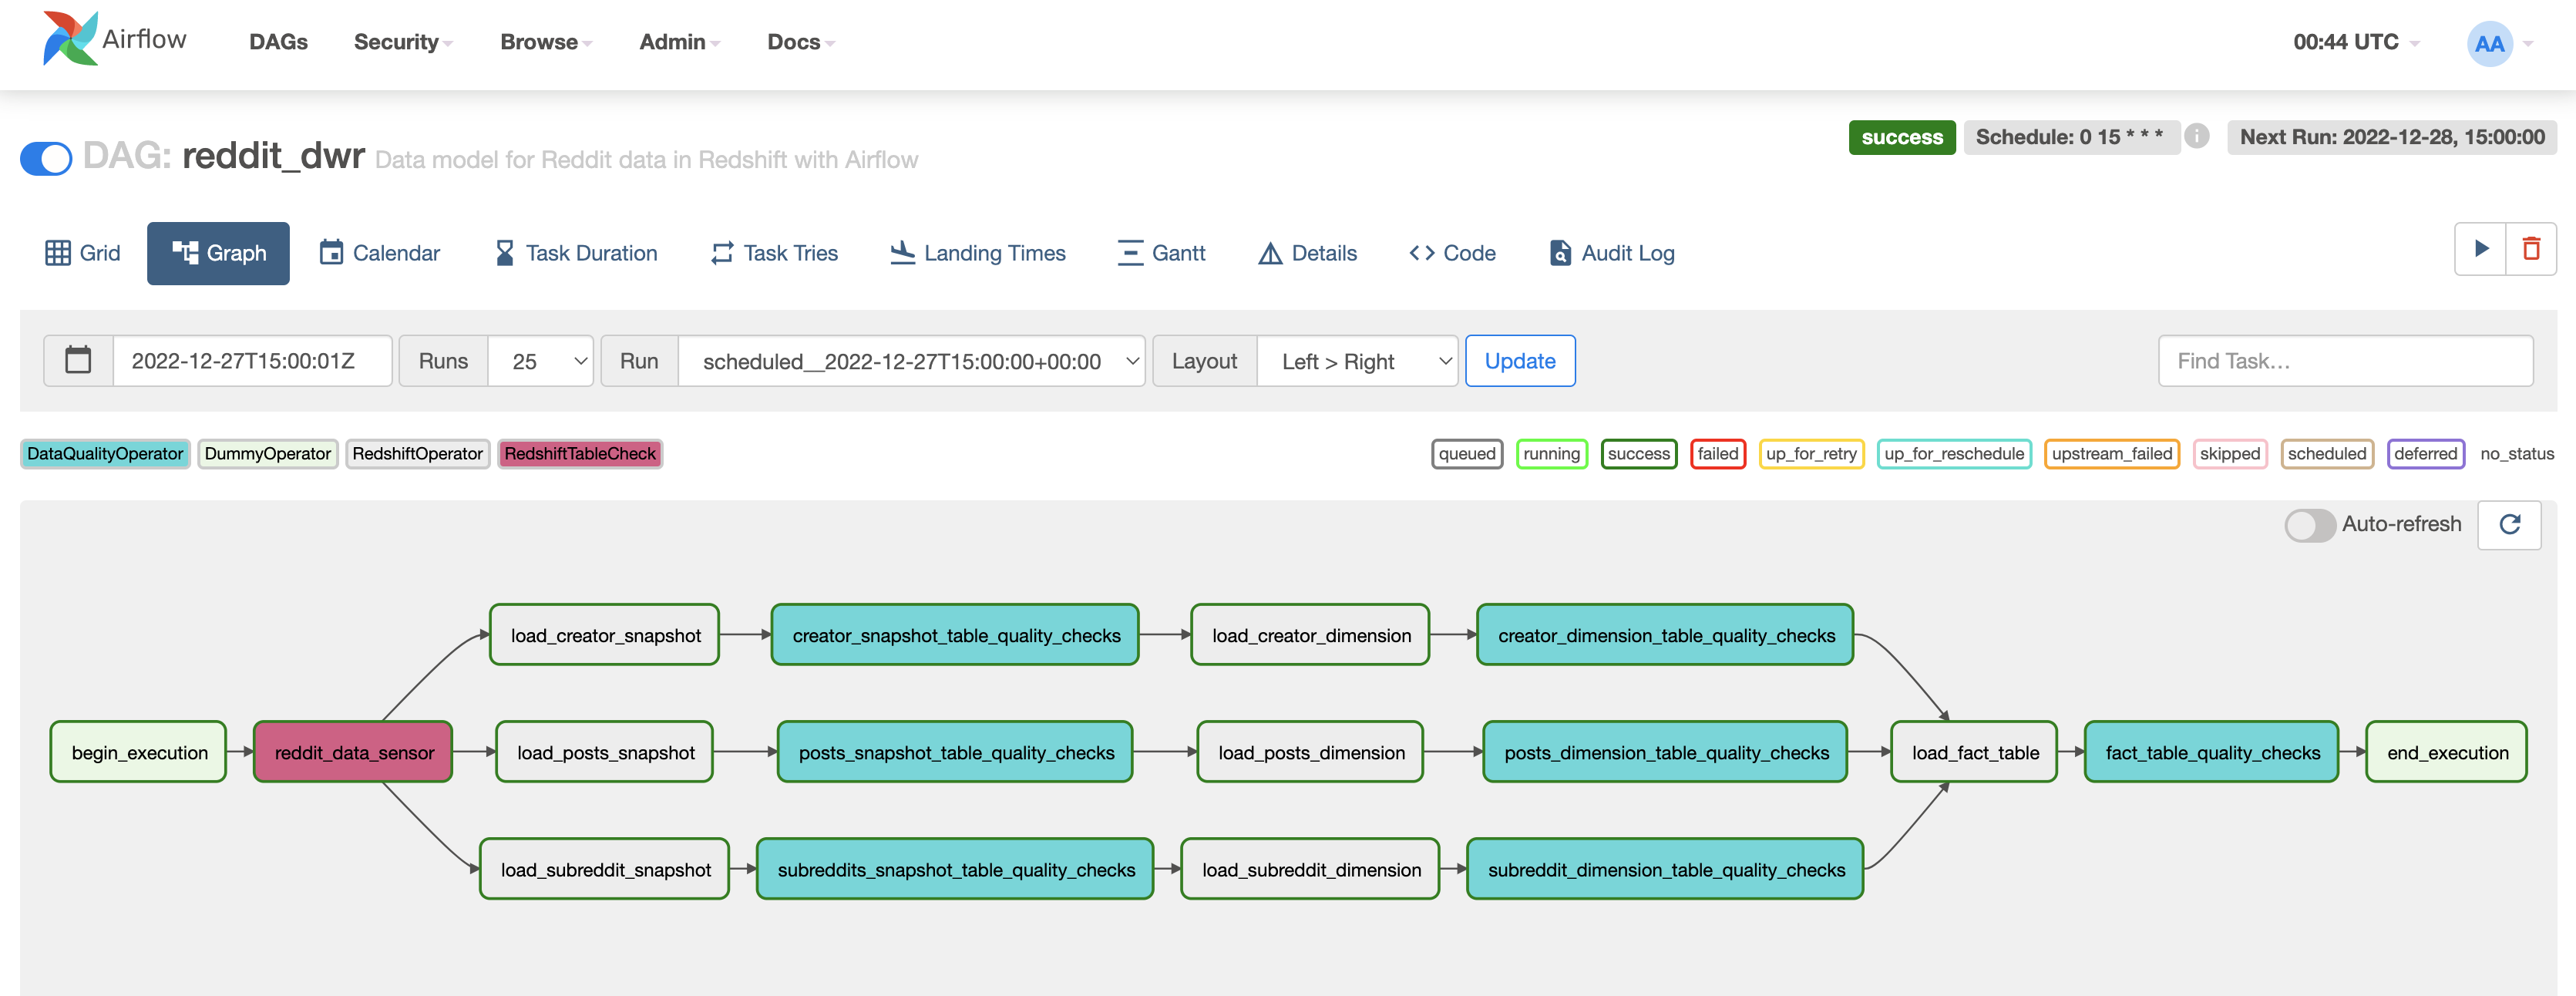 Airflow DAGs Security Browse Admin Docs 00:44 UTC AA
DAG: reddit_dwr Data model for Reddit data in Redshift with Airflow success Schedule: 0 15 * * * i Next Run: 2022-12-28, 15:00:00
Grid Graph Calendar Task Duration Task Tries Landing Times Gantt Details Code Audit Log
2022-12-27T15:00:01Z Runs 25 Run scheduled__2022-12-27T15:00:00+00:00 Layout Left > Right Update Find Task...
DataQualityOperator DummyOperator RedshiftOperator RedshiftTableCheck queued running success failed up_for_retry up_for_reschedule upstream_failed skipped scheduled deferred no_status
Auto-refresh
load_creator_snapshot creator_snapshot_table_quality_checks load_creator_dimension creator_dimension_table_quality_checks
begin_execution reddit_data_sensor load_posts_snapshot posts_snapshot_table_quality_checks load_posts_dimension posts_dimension_table_quality_checks load_fact_table fact_table_quality_checks end_execution
load_subreddit_snapshot subreddits_snapshot_table_quality_checks load_subreddit_dimension subreddit_dimension_table_quality_checks